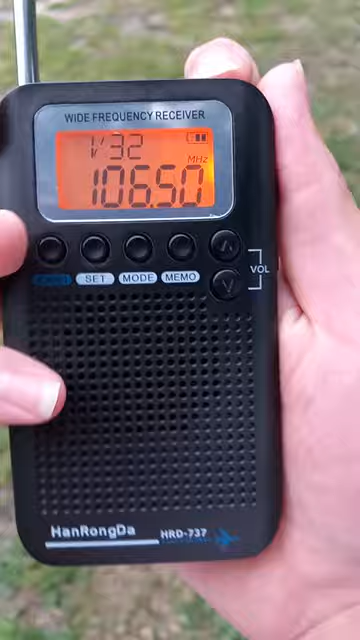 WIDE FREQUENCY RECEIVER
V32
MHz
106.50
SET MODE MEMO
VOL
HanRongDa HRD-737